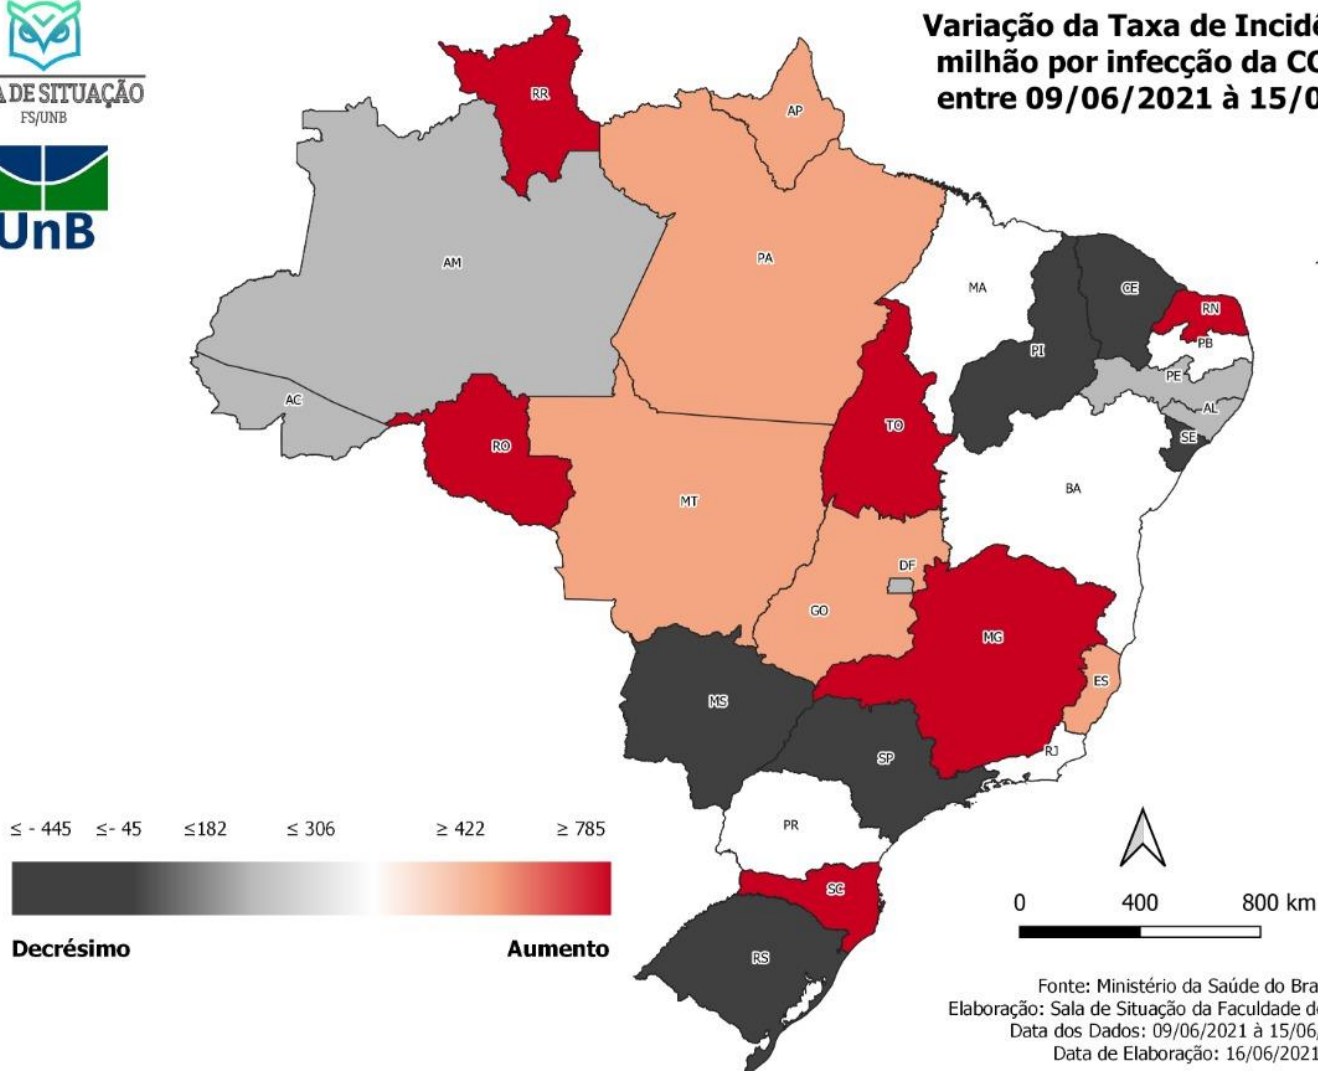 A DE SITUAÇÃO
FS/UNB
UnB
Variação da Taxa de Incidê
milhão por infecção da CO
entre 09/06/2021 à 15/0
RR
AP
AM
PA
MA
CE
RN
PI
PB
PE
AC
AL
TO
SE
RO
BA
MT
DF
GO
MG
ES
MS
RJ
SP
PR
SC
RS
≤ - 445 ≤- 45 ≤182 ≤ 306 ≥ 422 ≥ 785
Decréscimo Aumento
0 400 800 km
Fonte: Ministério da Saúde do Bra
Elaboração: Sala de Situação da Faculdade d
Data dos Dados: 09/06/2021 à 15/06/
Data de Elaboração: 16/06/2021